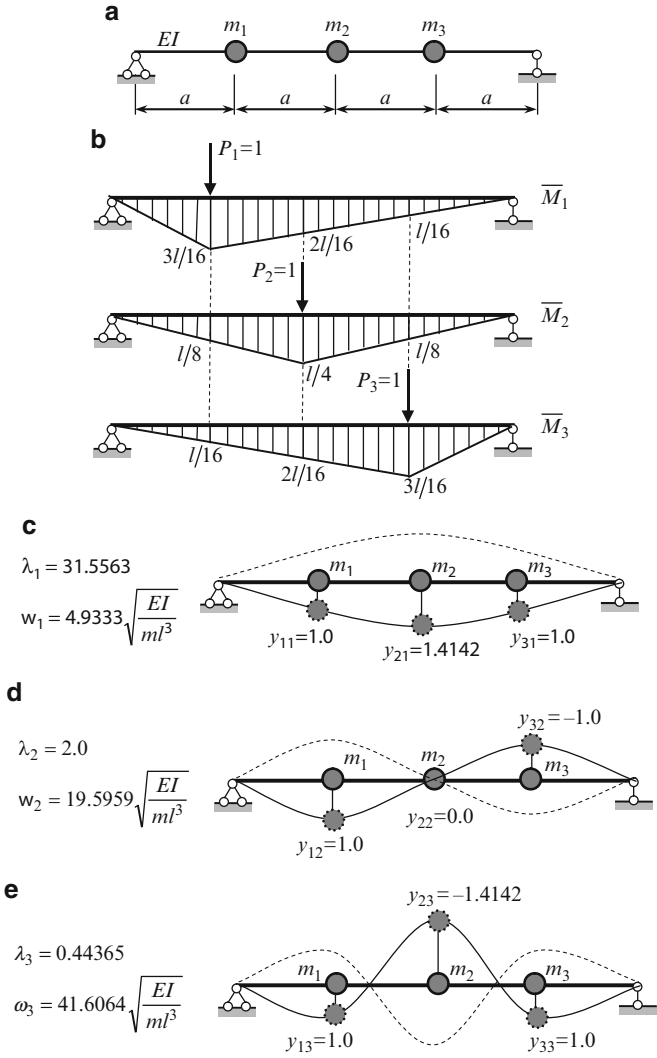 a
EI m₁ m₂ m₃
a a a a
b
P₁=1
M̅₁
3l/16 2l/16 l/16
P₂=1
M̅₂
l/8 l/4 l/8
P₃=1
M̅₃
l/16 2l/16 3l/16
c
λ₁ = 31.5563
m₁ m₂ m₃
w₁ = 4.9333√(EI/ml³)
y₁₁=1.0 y₂₁=1.4142 y₃₁=1.0
d
y₃₂=–1.0
λ₂ = 2.0
m₁ m₂ m₃
w₂ = 19.5959√(EI/ml³)
y₁₂=1.0 y₂₂=0.0
e
y₂₃=–1.4142
λ₃ = 0.44365
m₁ m₂ m₃
ω₃ = 41.6064√(EI/ml³)
y₁₃=1.0 y₃₃=1.0